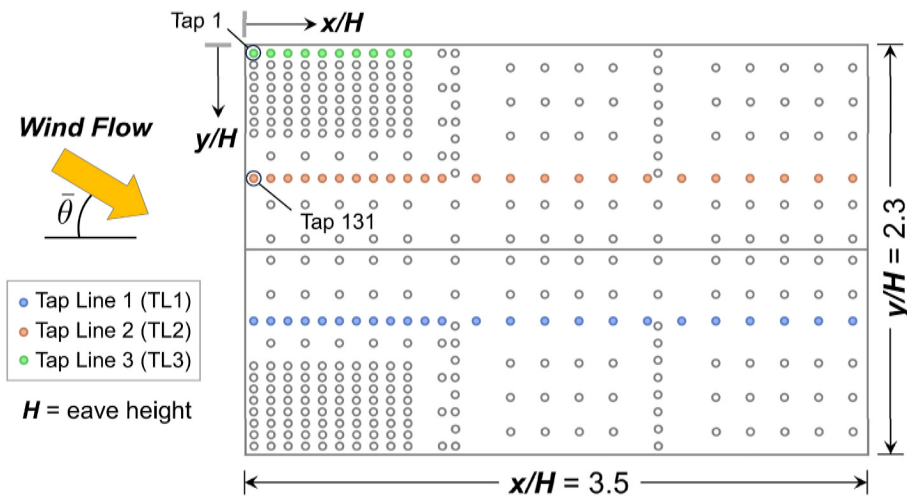 Tap 1
x/H
y/H
Wind Flow
θ̄
Tap 131
Tap Line 1 (TL1)
Tap Line 2 (TL2)
Tap Line 3 (TL3)
H = eave height
y/H = 2.3
x/H = 3.5